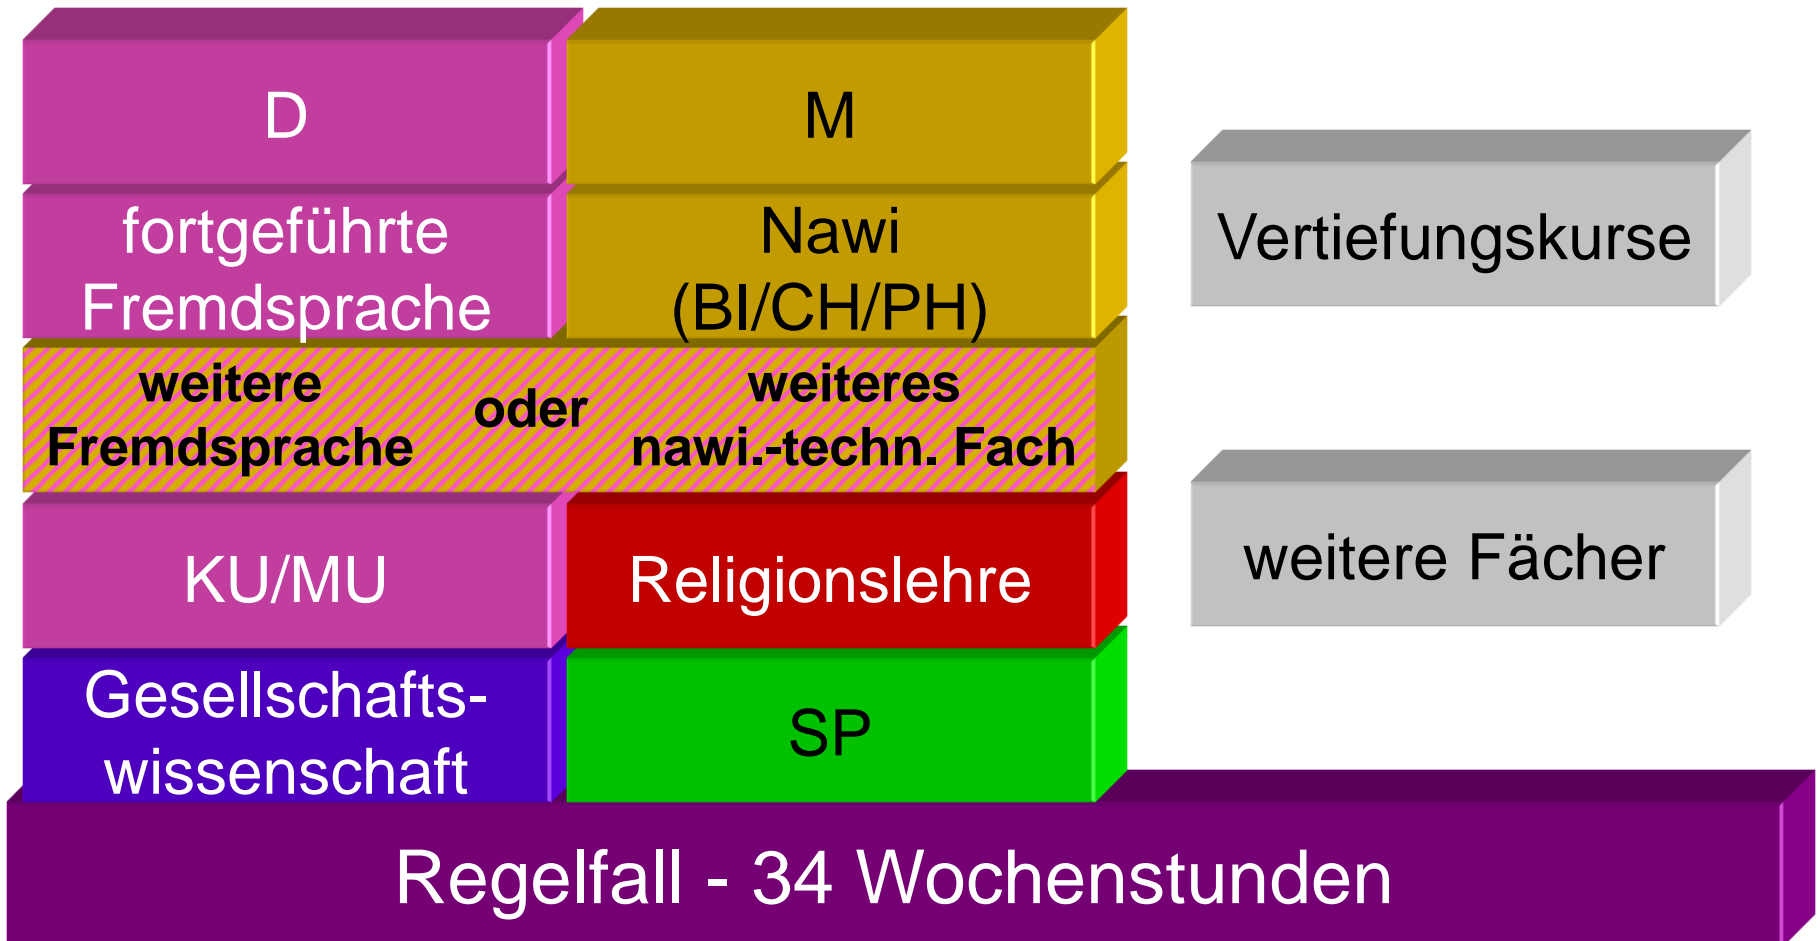 D
M
fortgeführte
Fremdsprache
Nawi
(BI/CH/PH)
Vertiefungskurse
weitere
Fremdsprache
oder
weiteres
nawi.-techn. Fach
KU/MU
Religionslehre
weitere Fächer
Gesellschafts-
wissenschaft
SP
Regelfall - 34 Wochenstunden